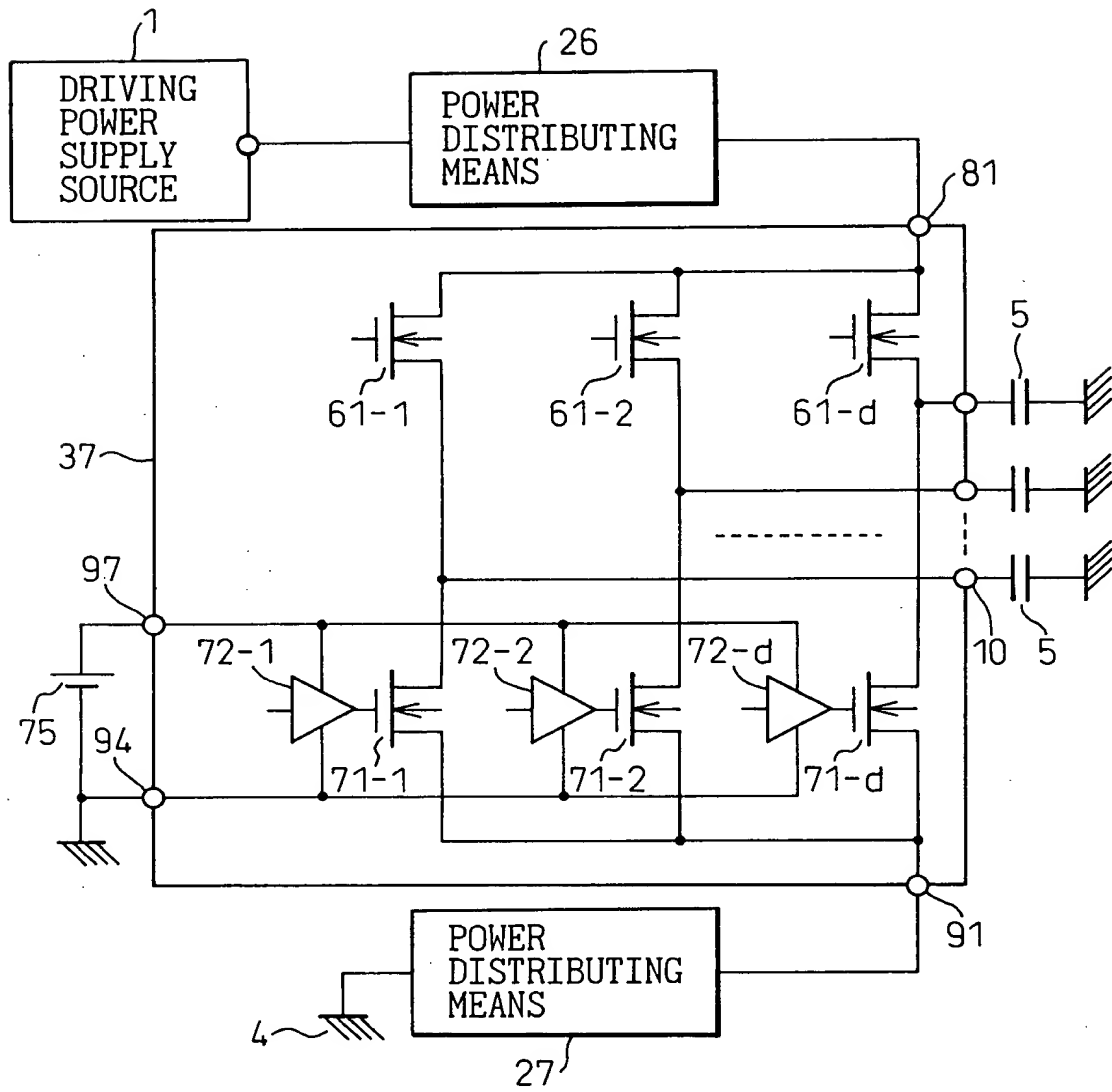 1
26
DRIVING
POWER
SUPPLY
SOURCE
POWER
DISTRIBUTING
MEANS
81
5
61-1
61-2
61-d
37
97
72-1
72-2
72-d
10
5
75
94
71-1
71-2
71-d
91
POWER
DISTRIBUTING
MEANS
4
27